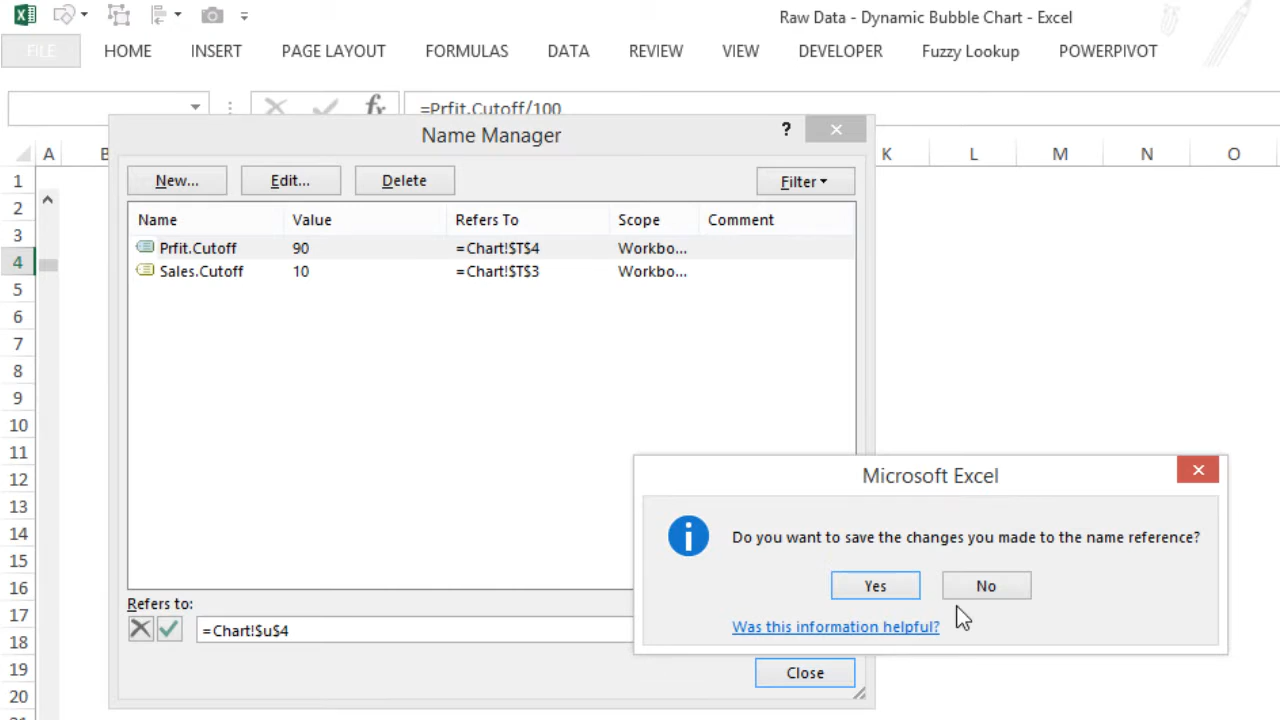 Raw Data - Dynamic Bubble Chart - Excel
FILE HOME INSERT PAGE LAYOUT FORMULAS DATA REVIEW VIEW DEVELOPER Fuzzy Lookup POWERPIVOT
fx =Prfit.Cutoff/100
Name Manager ?
A B K L M N O
New... Edit... Delete Filter
Name Value Refers To Scope Comment
Prfit.Cutoff 90 =Chart!$T$4 Workbo...
Sales.Cutoff 10 =Chart!$T$3 Workbo...
1
2
3
4
5
6
7
8
9
10
11
12
13
14
15
16
17
18
19
20
Microsoft Excel
Do you want to save the changes you made to the name reference?
Yes No
Was this information helpful?
Refers to:
=Chart!$u$4
Close